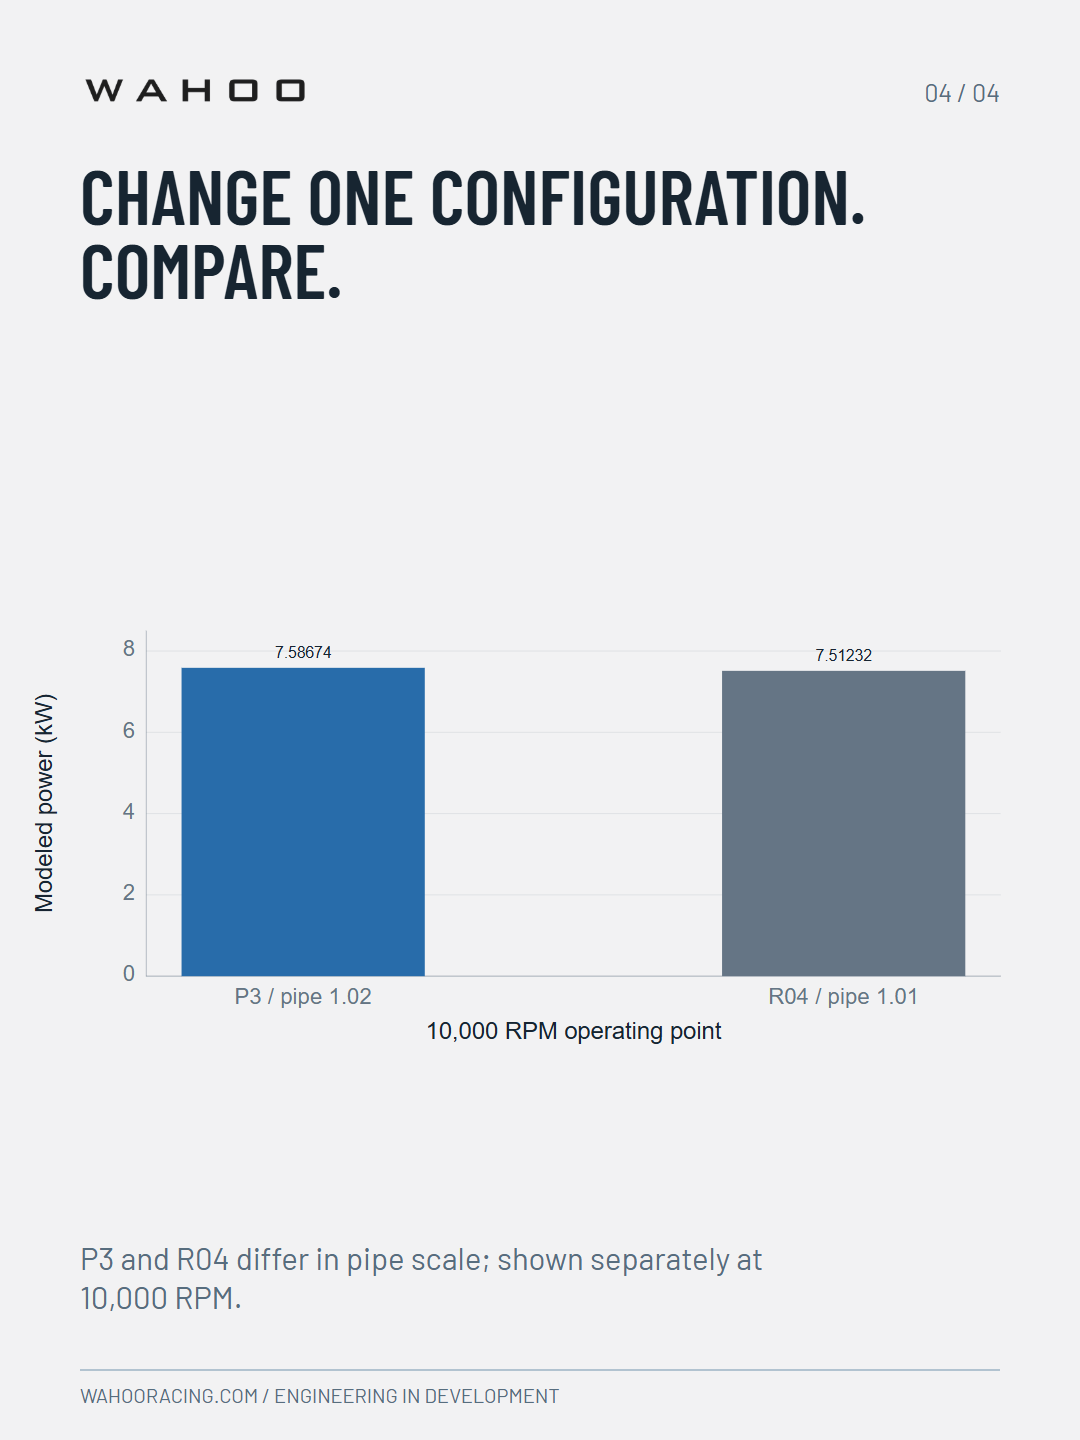 WAHOO
04 / 04
CHANGE ONE CONFIGURATION.
COMPARE.
8
6
4
2
0
Modeled power (kW)
7.58674
7.51232
P3 / pipe 1.02
R04 / pipe 1.01
10,000 RPM operating point
P3 and R04 differ in pipe scale; shown separately at
10,000 RPM.
WAHOORACING.COM / ENGINEERING IN DEVELOPMENT